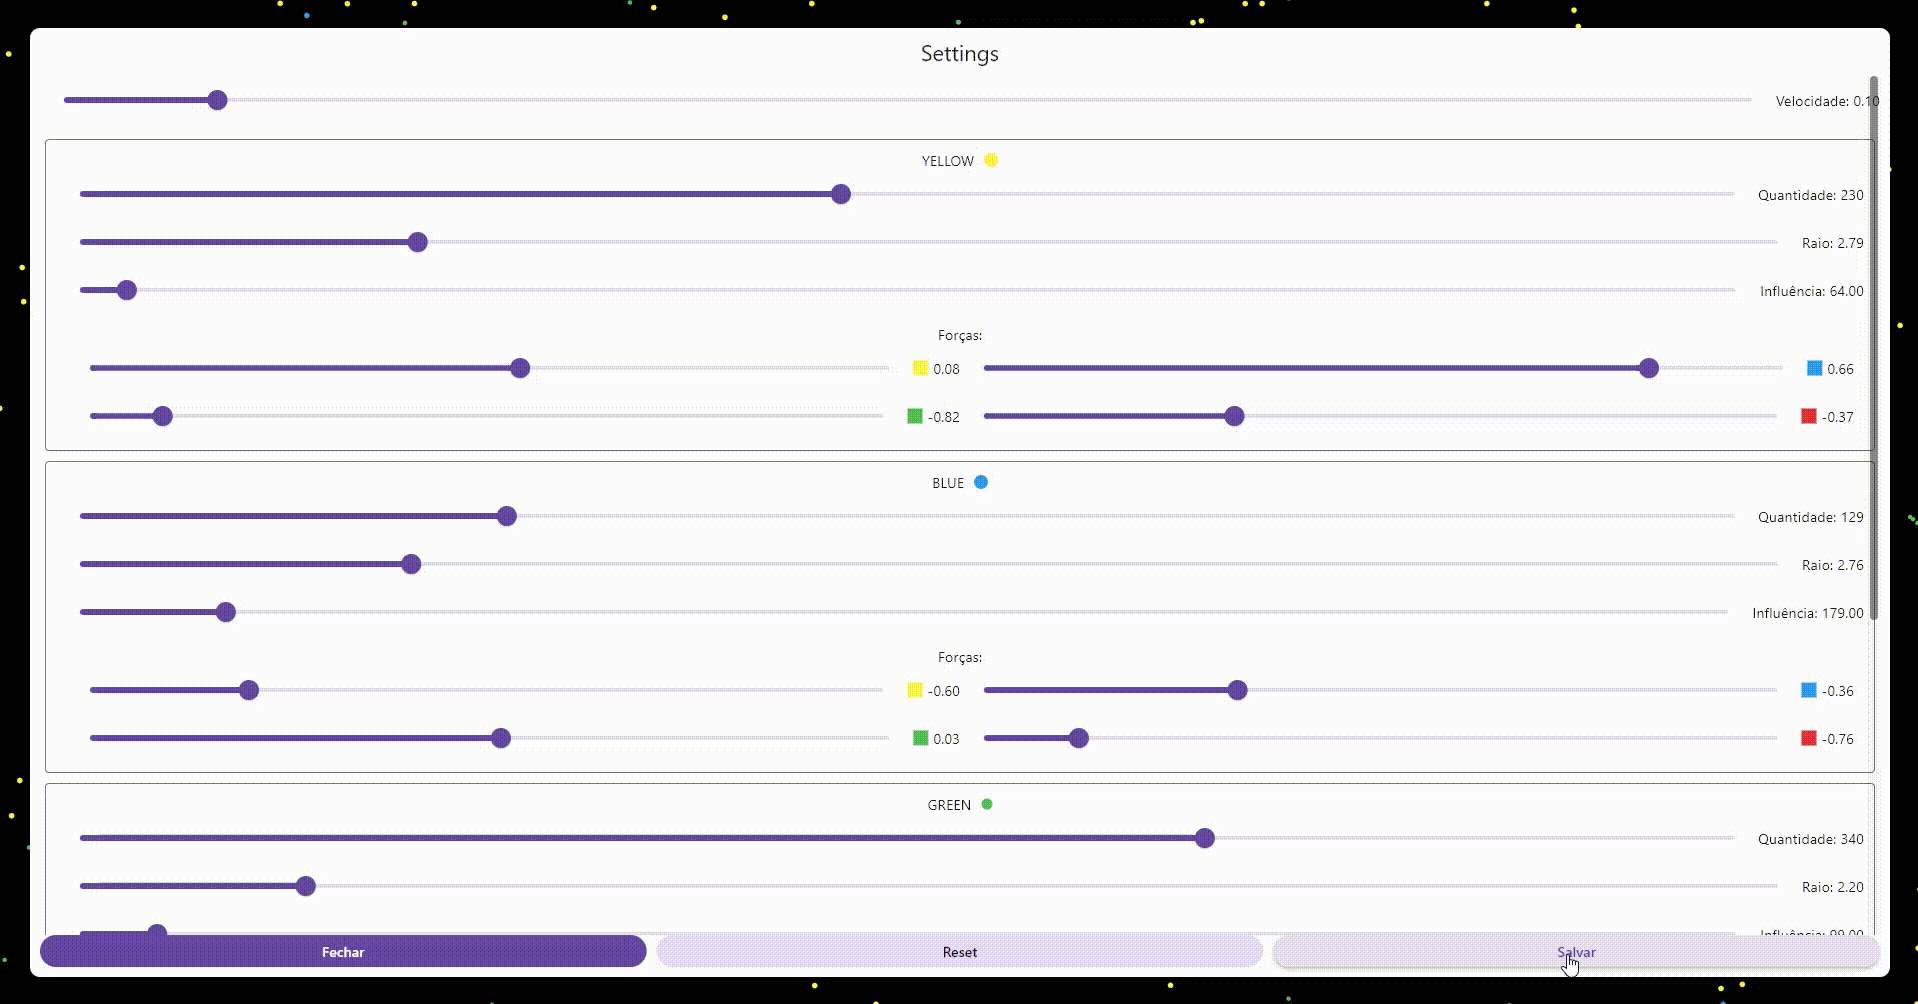 Settings
Velocidade: 0.10
YELLOW
Quantidade: 230
Raio: 2.79
Influência: 64.00
Forças:
0.08 0.66
-0.82 -0.37
BLUE
Quantidade: 129
Raio: 2.76
Influência: 179.00
Forças:
-0.60 -0.36
0.03 -0.76
GREEN
Quantidade: 340
Raio: 2.20
Influência: 99.00
Fechar Reset Salvar